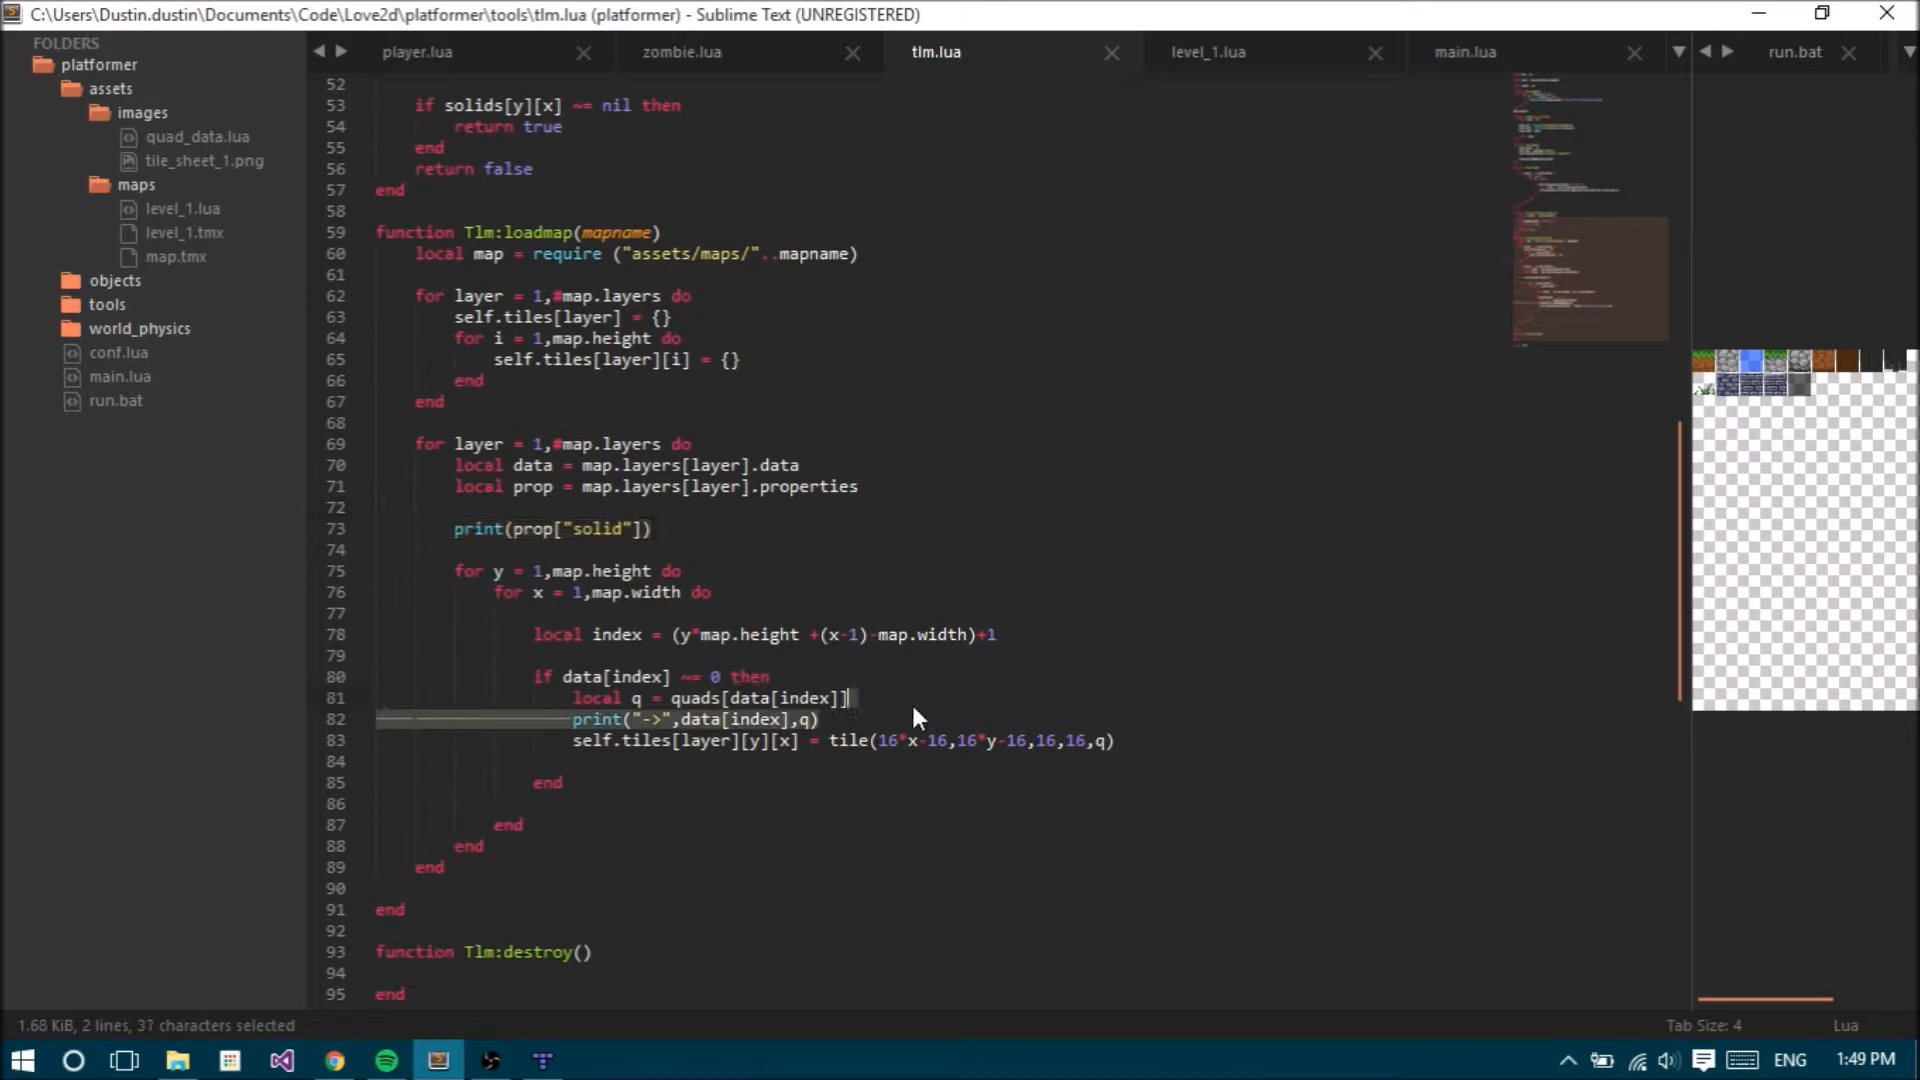 C:\Users\Dustin.dustin\Documents\Code\Love2d\platformer\tools\tlm.lua (platformer) - Sublime Text (UNREGISTERED)
FOLDERS
platformer
assets
images
quad_data.lua
tile_sheet_1.png
maps
level_1.lua
level_1.tmx
map.tmx
objects
tools
world_physics
conf.lua
main.lua
run.bat
player.lua
zombie.lua
tlm.lua
level_1.lua
main.lua
run.bat
52
53 if solids[y][x] ~= nil then
54 return true
55 end
56 return false
57 end
58
59 function Tlm:loadmap(mapname)
60 local map = require ("assets/maps/"..mapname)
61
62 for layer = 1,#map.layers do
63 self.tiles[layer] = {}
64 for i = 1,map.height do
65 self.tiles[layer][i] = {}
66 end
67 end
68
69 for layer = 1,#map.layers do
70 local data = map.layers[layer].data
71 local prop = map.layers[layer].properties
72
73 print(prop["solid"])
74
75 for y = 1,map.height do
76 for x = 1,map.width do
77
78 local index = (y*map.height +(x-1)-map.width)+1
79
80 if data[index] ~= 0 then
81 local q = quads[data[index]]
82 print("->",data[index],q)
83 self.tiles[layer][y][x] = tile(16*x-16,16*y-16,16,16,q)
84
85 end
86
87 end
88 end
89 end
90
91 end
92
93 function Tlm:destroy()
94
95 end
1.68 KiB, 2 lines, 37 characters selected
Tab Size: 4
Lua
ENG
1:49 PM